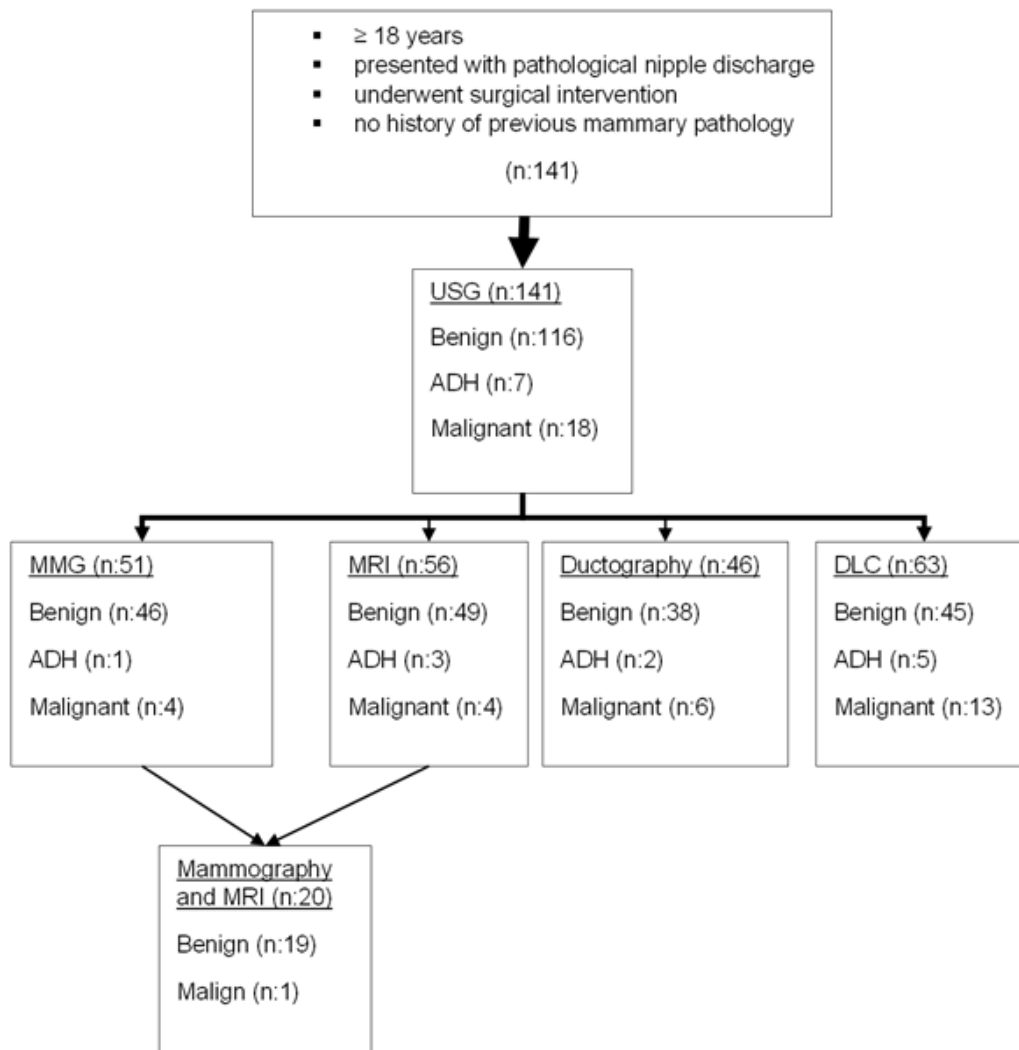 ▪ ≥ 18 years
▪ presented with pathological nipple discharge
▪ underwent surgical intervention
▪ no history of previous mammary pathology
(n:141)
USG (n:141)
Benign (n:116)
ADH (n:7)
Malignant (n:18)
MMG (n:51)
Benign (n:46)
ADH (n:1)
Malignant (n:4)
MRI (n:56)
Benign (n:49)
ADH (n:3)
Malignant (n:4)
Ductography (n:46)
Benign (n:38)
ADH (n:2)
Malignant (n:6)
DLC (n:63)
Benign (n:45)
ADH (n:5)
Malignant (n:13)
Mammography
and MRI (n:20)
Benign (n:19)
Malign (n:1)